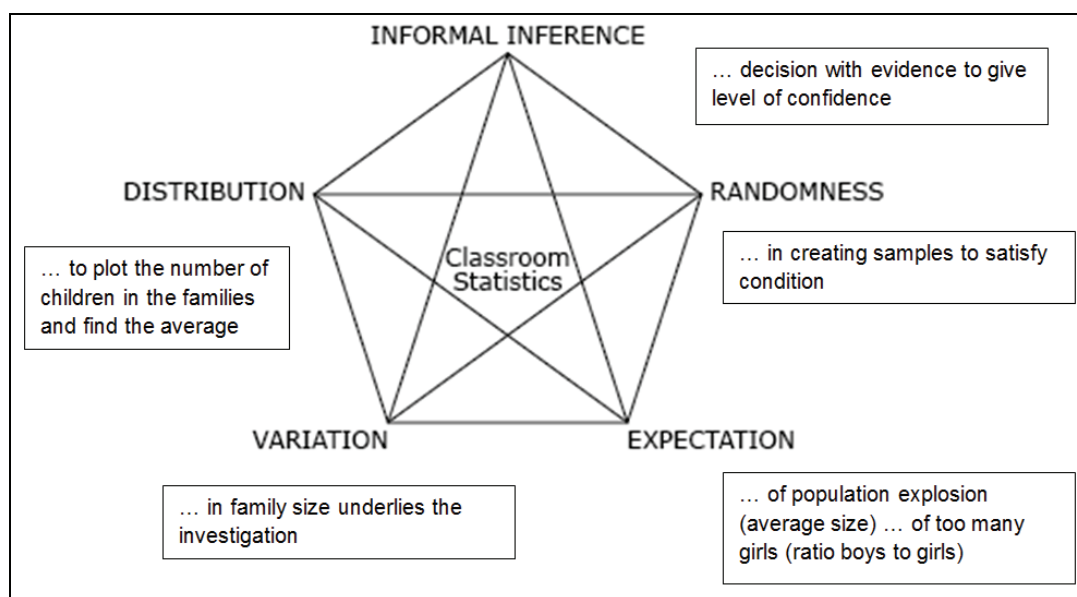 INFORMAL INFERENCE
… decision with evidence to give
level of confidence
DISTRIBUTION
RANDOMNESS
… to plot the number of
children in the families
and find the average
Classroom
Statistics
… in creating samples to satisfy
condition
VARIATION
EXPECTATION
… in family size underlies the
investigation
… of population explosion
(average size) … of too many
girls (ratio boys to girls)